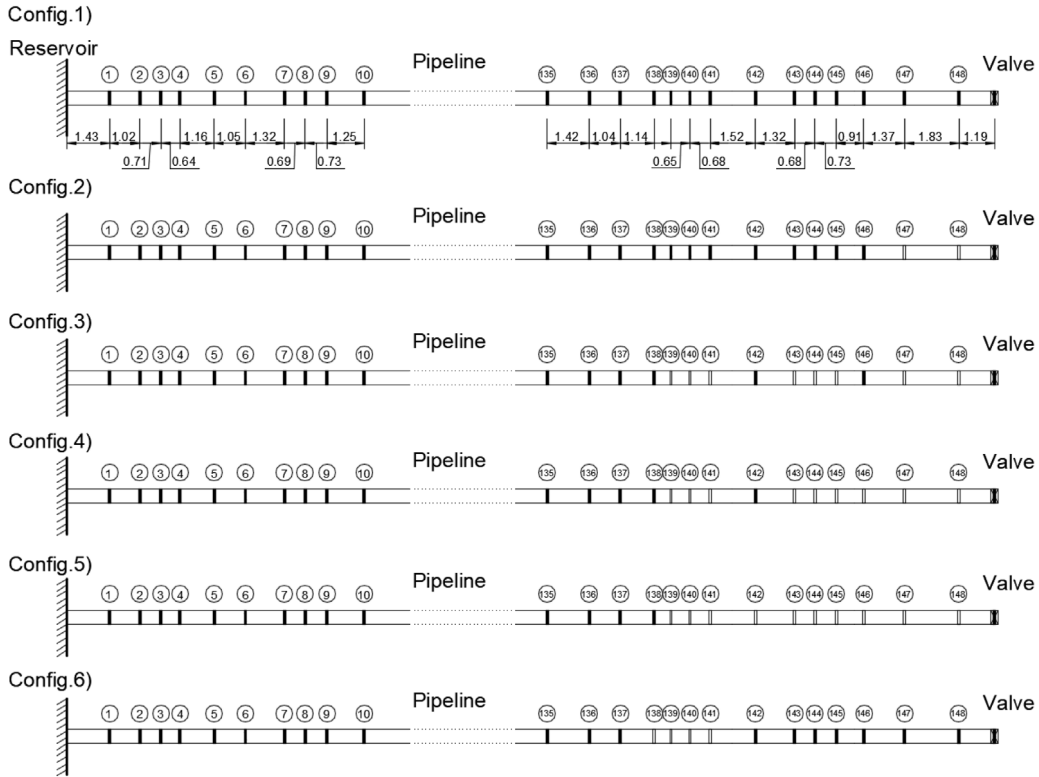 Config.1)
Reservoir Pipeline Valve
1 2 3 4 5 6 7 8 9 10 135 136 137 138 139 140 141 142 143 144 145 146 147 148
1.43 1.02 1.16 1.05 1.32 1.25 1.42 1.04 1.14 1.52 1.32 0.91 1.37 1.83 1.19
0.71 0.64 0.69 0.73 0.65 0.68 0.68 0.73
Config.2)
Pipeline Valve
1 2 3 4 5 6 7 8 9 10 135 136 137 138 139 140 141 142 143 144 145 146 147 148
Config.3)
Pipeline Valve
1 2 3 4 5 6 7 8 9 10 135 136 137 138 139 140 141 142 143 144 145 146 147 148
Config.4)
Pipeline Valve
1 2 3 4 5 6 7 8 9 10 135 136 137 138 139 140 141 142 143 144 145 146 147 148
Config.5)
Pipeline Valve
1 2 3 4 5 6 7 8 9 10 135 136 137 138 139 140 141 142 143 144 145 146 147 148
Config.6)
Pipeline Valve
1 2 3 4 5 6 7 8 9 10 135 136 137 138 139 140 141 142 143 144 145 146 147 148